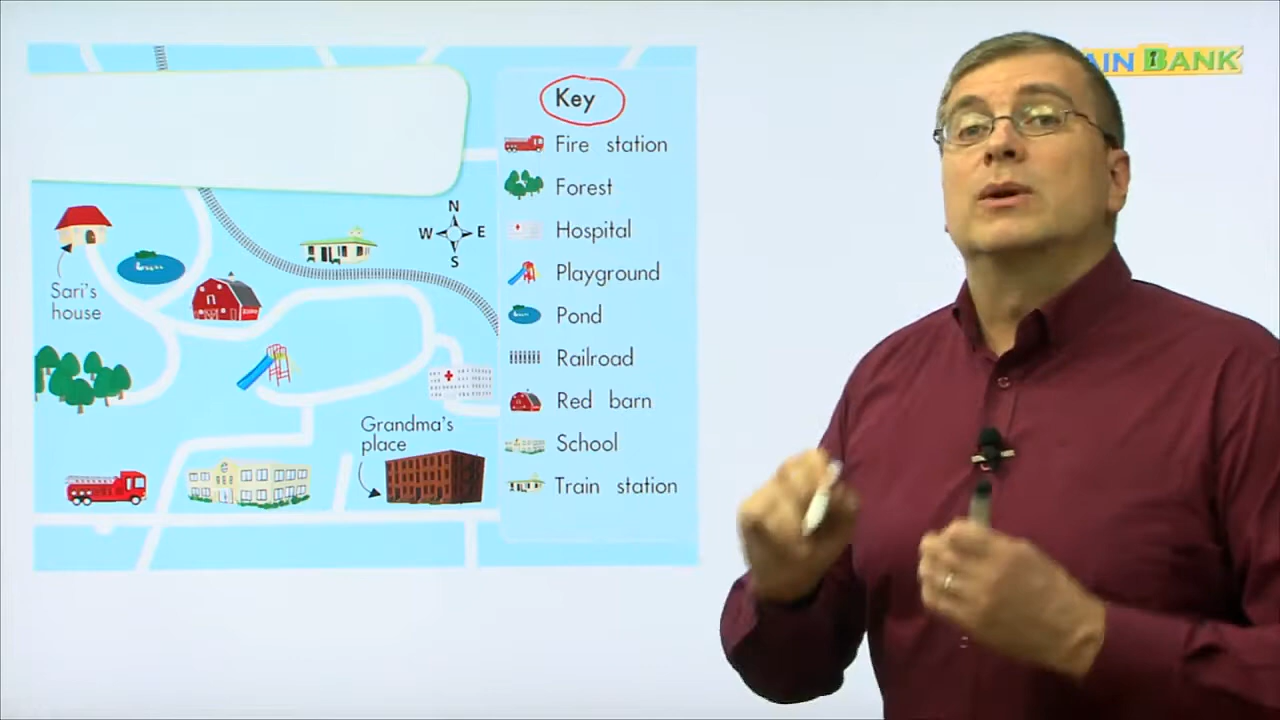 AIN BANK
Key
Fire station
Forest
Hospital
Playground
Pond
Railroad
Red barn
School
Train station
N
W E
S
Sari's
house
Grandma's
place